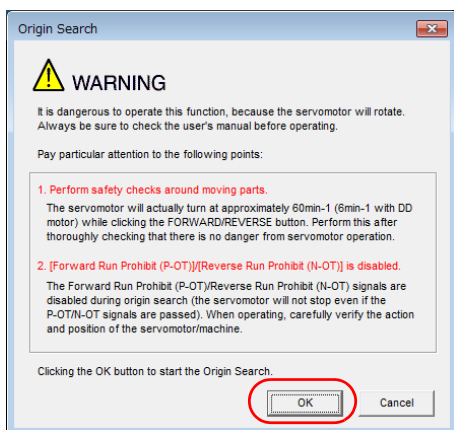 Origin Search
WARNING
It is dangerous to operate this function, because the servomotor will rotate.
Always be sure to check the user's manual before operating.
Pay particular attention to the following points:
1. Perform safety checks around moving parts.
The servomotor will actually turn at approximately 60min-1 (6min-1 with DD
motor) while clicking the FORWARD/REVERSE button. Perform this after
thoroughly checking that there is no danger from servomotor operation.
2. [Forward Run Prohibit (P-OT)]/[Reverse Run Prohibit (N-OT)] is disabled.
The Forward Run Prohibit (P-OT)/Reverse Run Prohibit (N-OT) signals are
disabled during origin search (the servomotor will not stop even if the
P-OT/N-OT signals are passed). When operating, carefully verify the action
and position of the servomotor/machine.
Clicking the OK button to start the Origin Search.
OK
Cancel